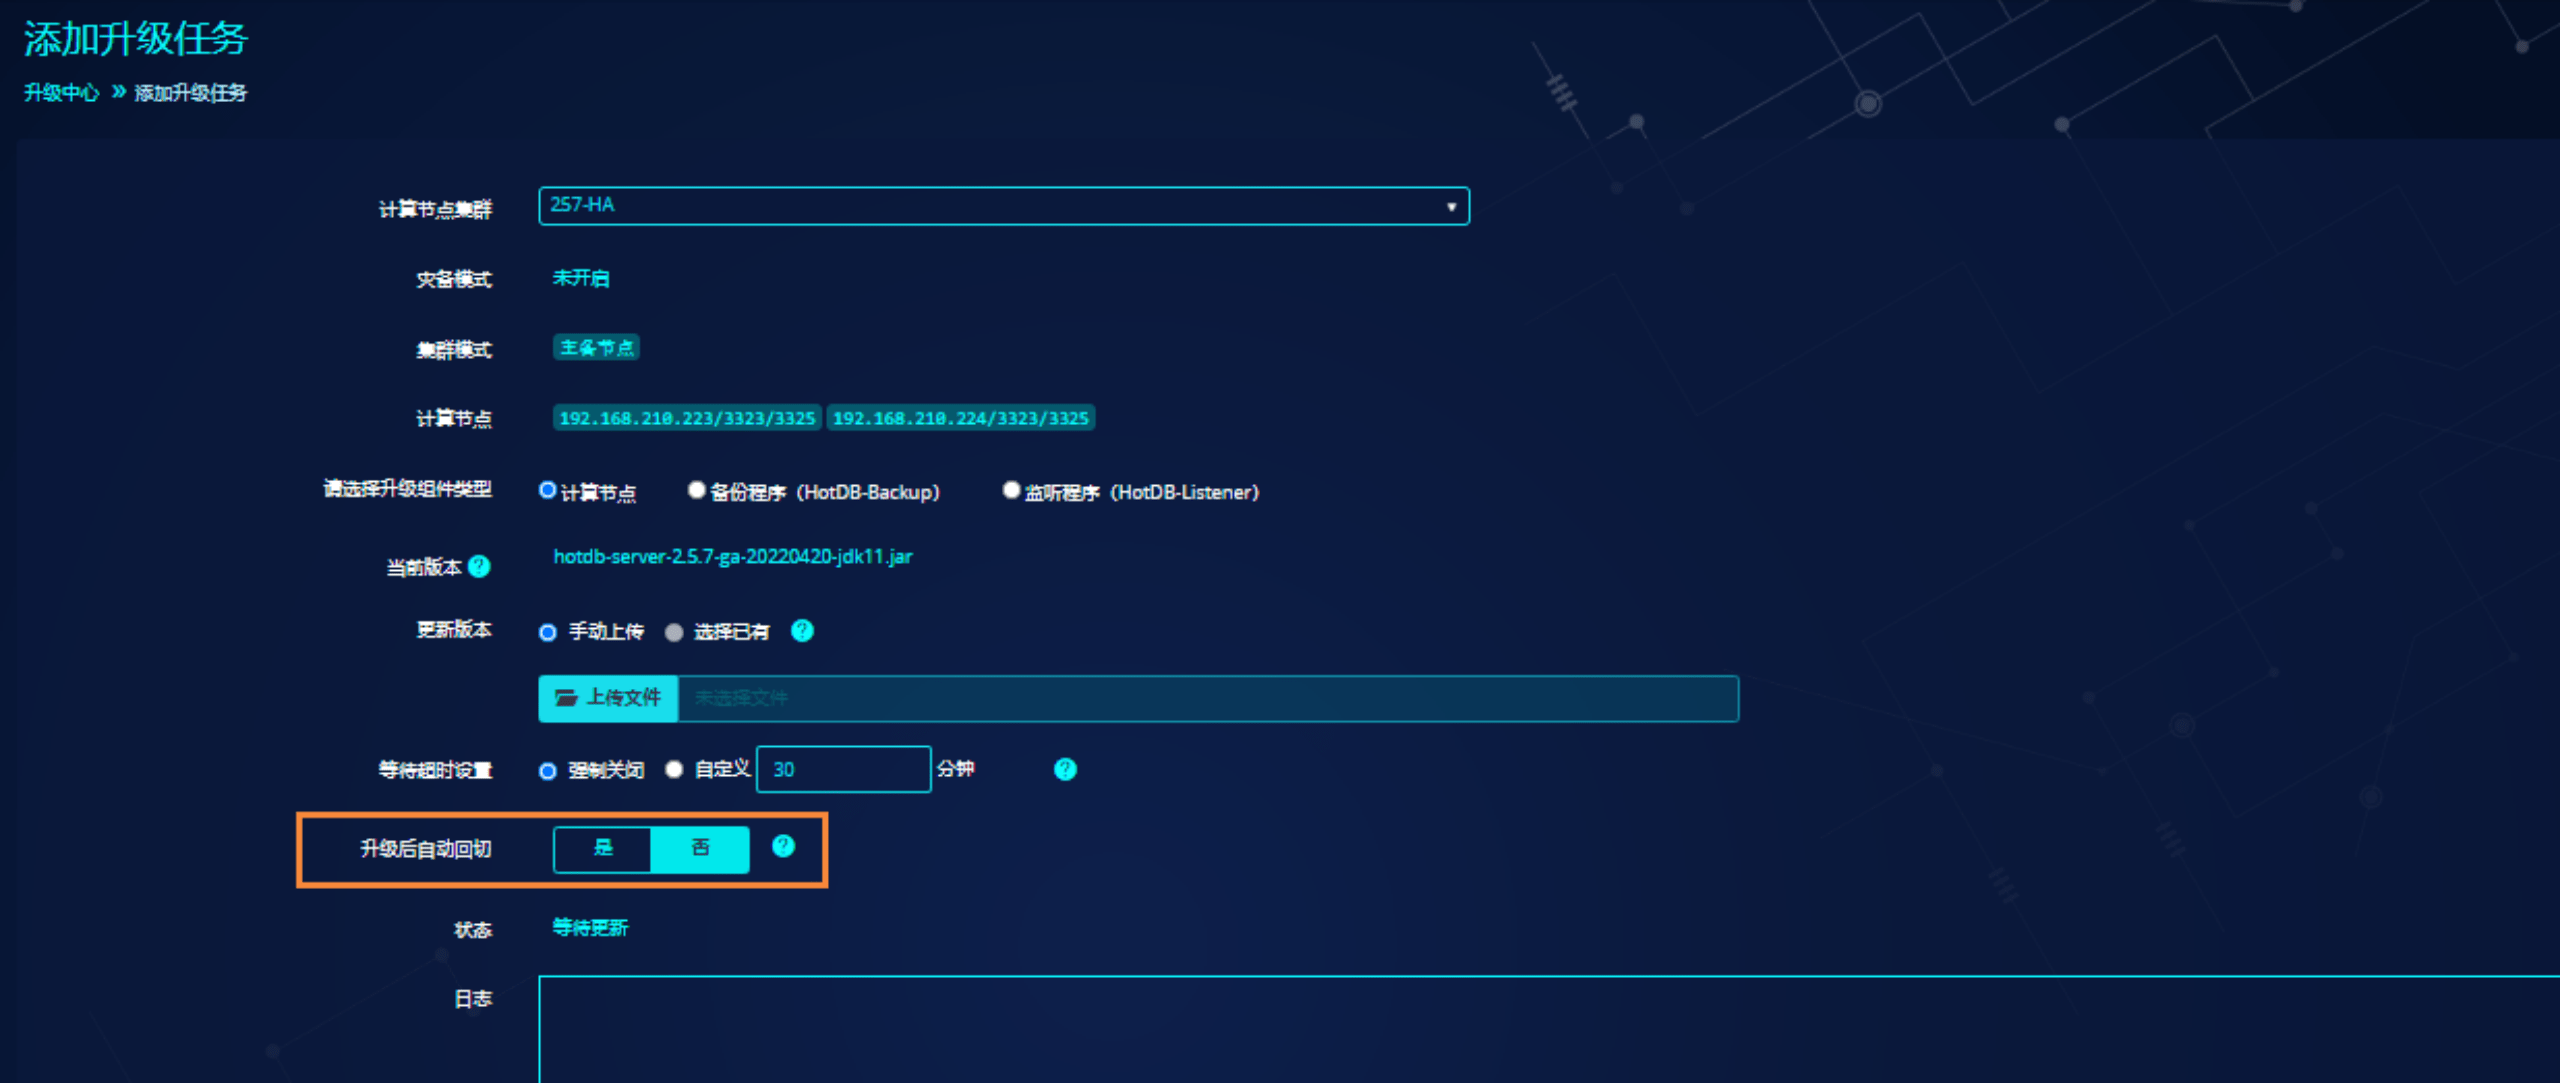 添加升级任务
升级中心 » 添加升级任务
计算节点集群 257-HA
灾备模式 未开启
集群模式 主备节点
计算节点 192.168.210.223/3323/3325 192.168.210.224/3323/3325
请选择升级组件类型 计算节点 备份程序（HotDB-Backup） 监听程序（HotDB-Listener）
当前版本 hotdb-server-2.5.7-ga-20220420-jdk11.jar
更新版本 手动上传 选择已有
上传文件 未选择文件
等待超时设置 强制关闭 自定义 30 分钟
升级后自动回切 是 否
状态 等待更新
日志